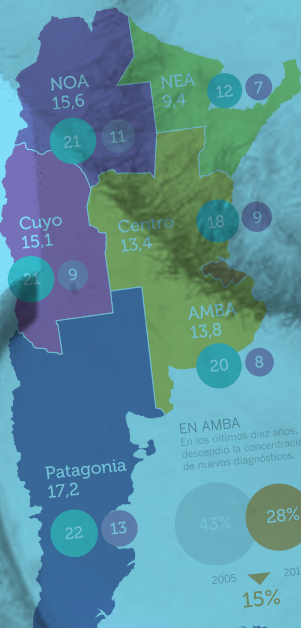 NOA
15,6
21
11
NEA
9,4
12
7
Cuyo
15,1
21
9
Centro
13,4
18
9
AMBA
13,8
20
8
EN AMBA
En los últimos diez años,
descendio la concentració
de nuevos diagnósticos.
43%
28%
2005
201
15%
Patagonia
17,2
22
13